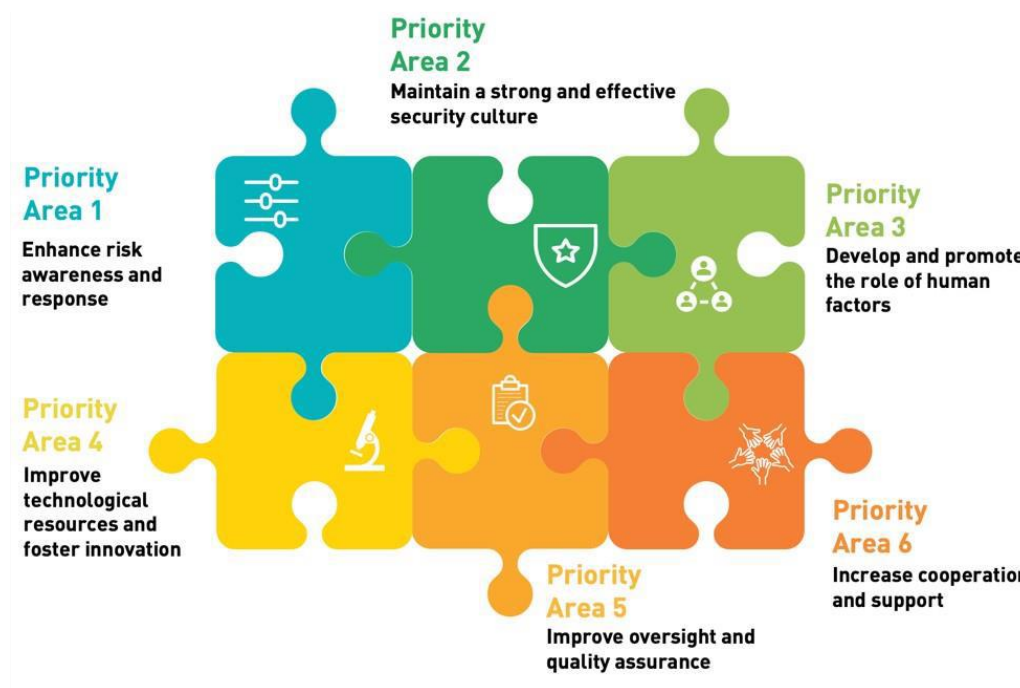 Priority
Area 1
Enhance risk
awareness and
response
Priority
Area 2
Maintain a strong and effective
security culture
Priority
Area 3
Develop and promote
the role of human
factors
Priority
Area 4
Improve
technological
resources and
foster innovation
Priority
Area 5
Improve oversight and
quality assurance
Priority
Area 6
Increase cooperation
and support